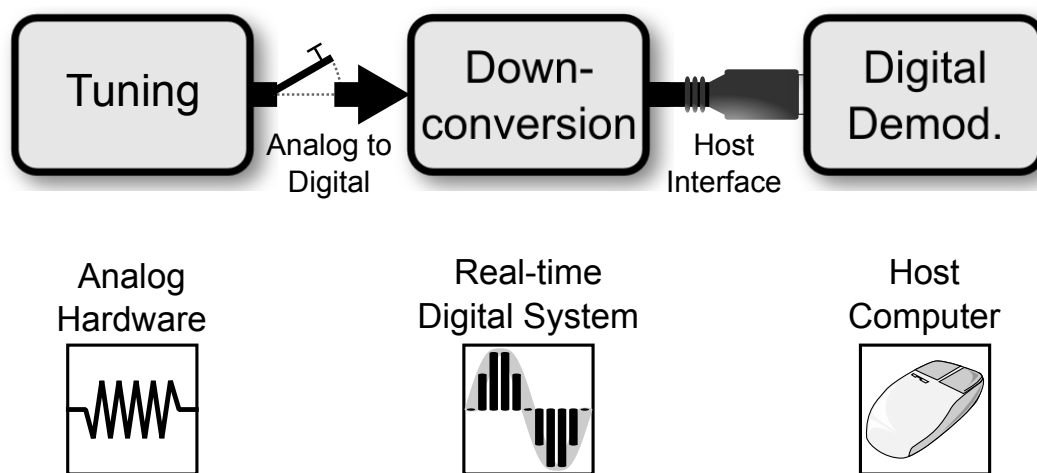 Tuning
Analog to
Digital
Down-
conversion
Host
Interface
Digital
Demod.
Analog
Hardware
Real-time
Digital System
Host
Computer